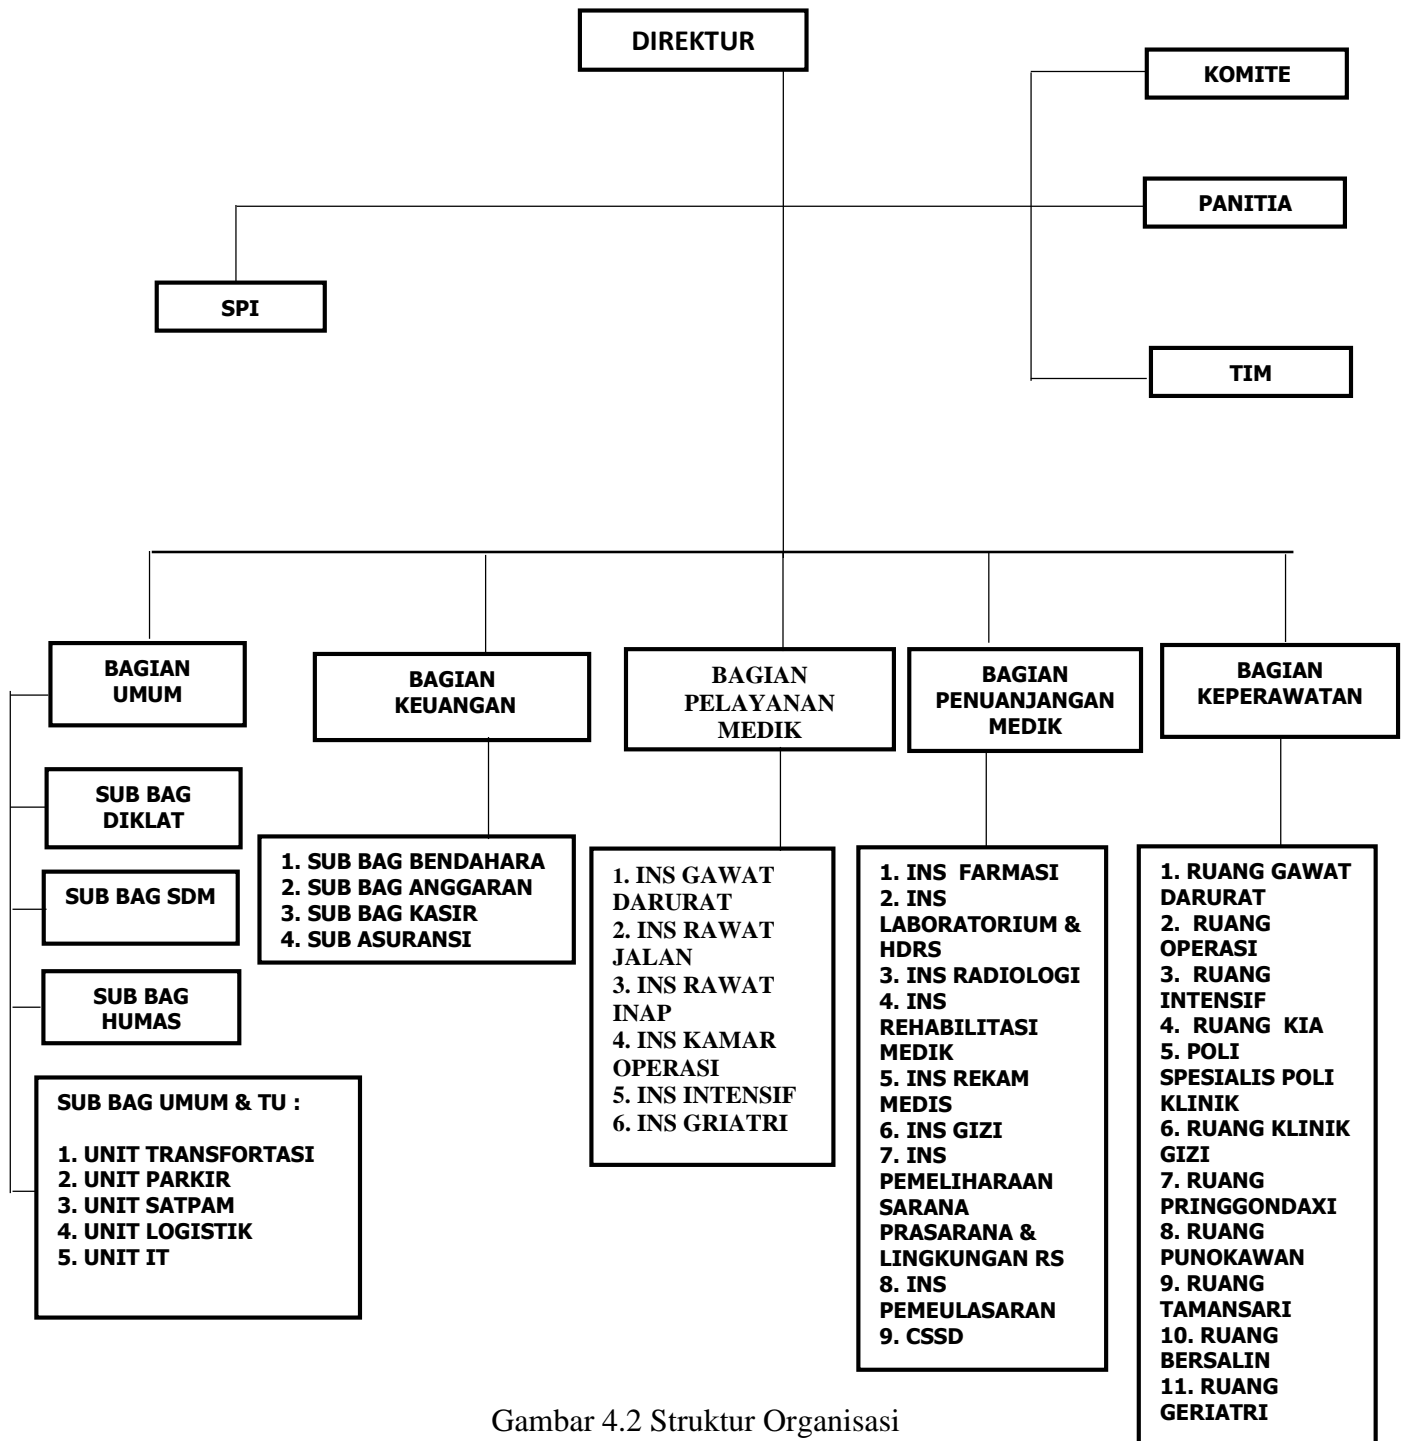 DIREKTUR
KOMITE
PANITIA
SPI
TIM
BAGIAN
UMUM
BAGIAN
KEUANGAN
BAGIAN
PELAYANAN
MEDIK
BAGIAN
PENUANJANGAN
MEDIK
BAGIAN
KEPERAWATAN
SUB BAG
DIKLAT
SUB BAG SDM
SUB BAG
HUMAS
SUB BAG UMUM & TU :
1. UNIT TRANSFORTASI
2. UNIT PARKIR
3. UNIT SATPAM
4. UNIT LOGISTIK
5. UNIT IT
1. SUB BAG BENDAHARA
2. SUB BAG ANGGARAN
3. SUB BAG KASIR
4. SUB ASURANSI
1. INS GAWAT
DARURAT
2. INS RAWAT
JALAN
3. INS RAWAT
INAP
4. INS KAMAR
OPERASI
5. INS INTENSIF
6. INS GRIATRI
1. INS  FARMASI
2. INS
LABORATORIUM &
HDRS
3. INS RADIOLOGI
4. INS
REHABILITASI
MEDIK
5. INS REKAM
MEDIS
6. INS GIZI
7. INS
PEMELIHARAAN
SARANA
PRASARANA &
LINGKUNGAN RS
8. INS
PEMEULASARAN
9. CSSD
1. RUANG GAWAT
DARURAT
2.  RUANG
OPERASI
3.  RUANG
INTENSIF
4.  RUANG  KIA
5. POLI
SPESIALIS POLI
KLINIK
6. RUANG KLINIK
GIZI
7. RUANG
PRINGGONDAXI
8. RUANG
PUNOKAWAN
9. RUANG
TAMANSARI
10. RUANG
BERSALIN
11. RUANG
GERIATRI
Gambar 4.2 Struktur Organisasi